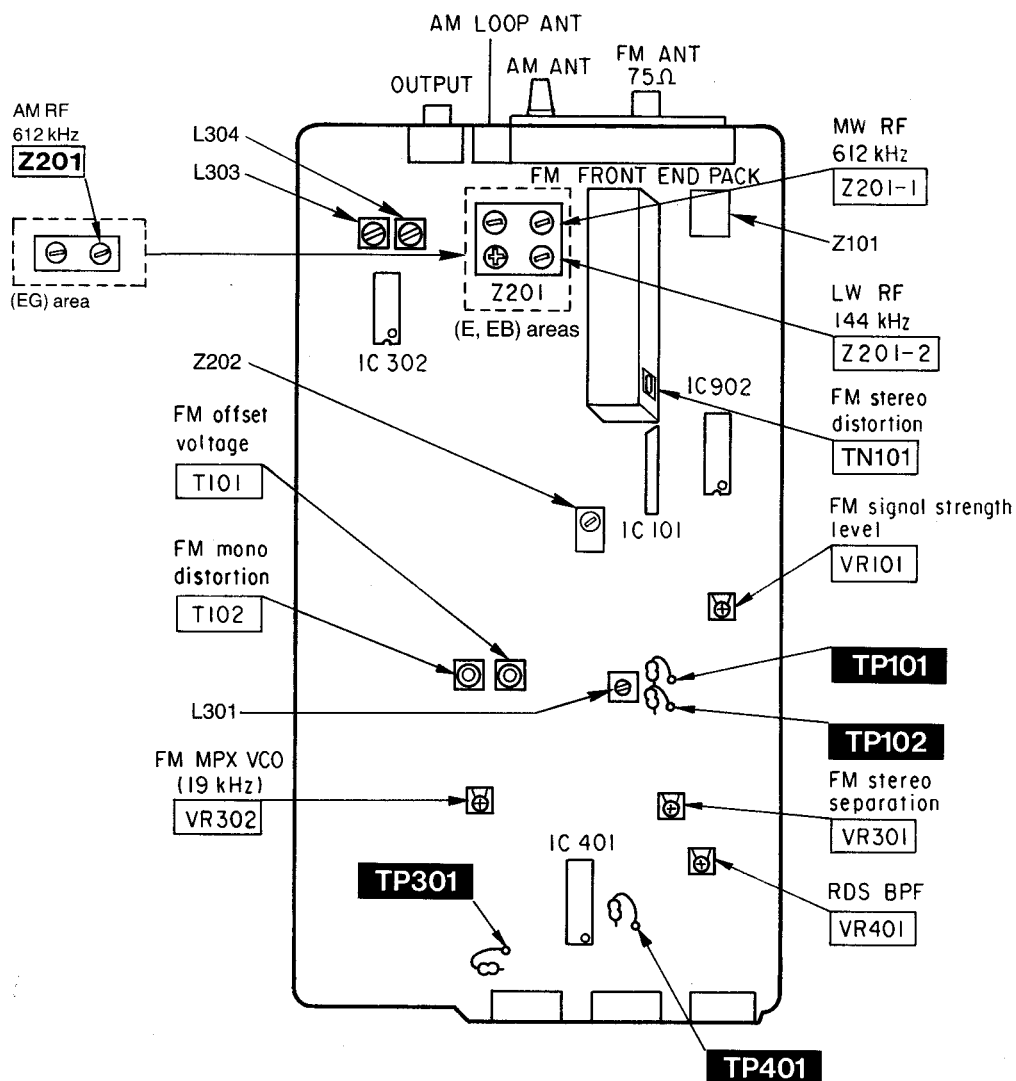 AM LOOP ANT
OUTPUT
AM ANT
FM ANT
75Ω
AM RF
612 kHz
Z201
(EG) area
L304
L303
FM FRONT END PACK
MW RF
612 kHz
Z201-1
Z101
Z201
(E, EB) areas
LW RF
144 kHz
Z201-2
IC 302
Z202
IC902
FM stereo
distortion
TN101
FM offset
voltage
T101
IC 101
FM signal strength
level
VR101
FM mono
distortion
T102
TP101
L301
TP102
FM MPX VCO
(19 kHz)
VR302
FM stereo
separation
VR301
IC 401
TP301
RDS BPF
VR401
TP401